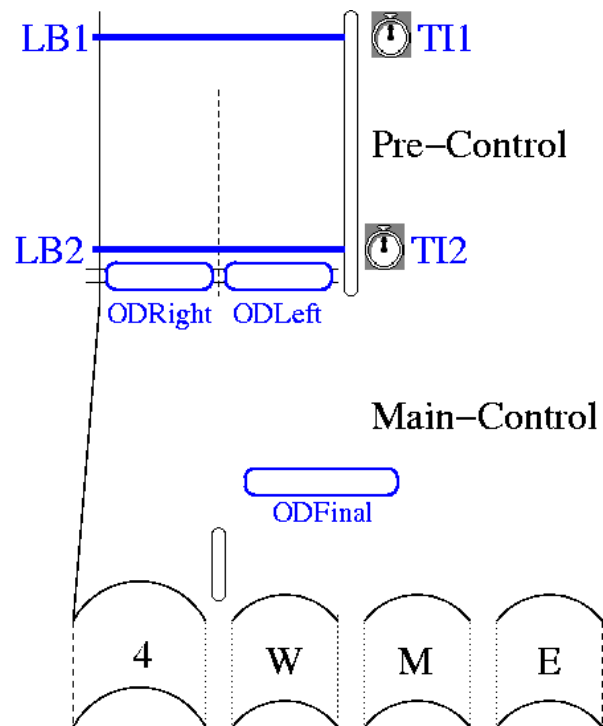 LB1 TI1
Pre−Control
LB2 TI2
ODRight ODLeft
Main−Control
ODFinal
4 W M E